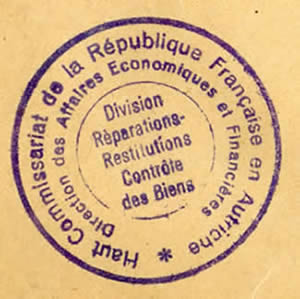 Haut Commissariat de la République Française en Autriche *
Direction des Affaires Economiques et Financières
Division
Réparations-
Restitutions
Contrôle
des Biens